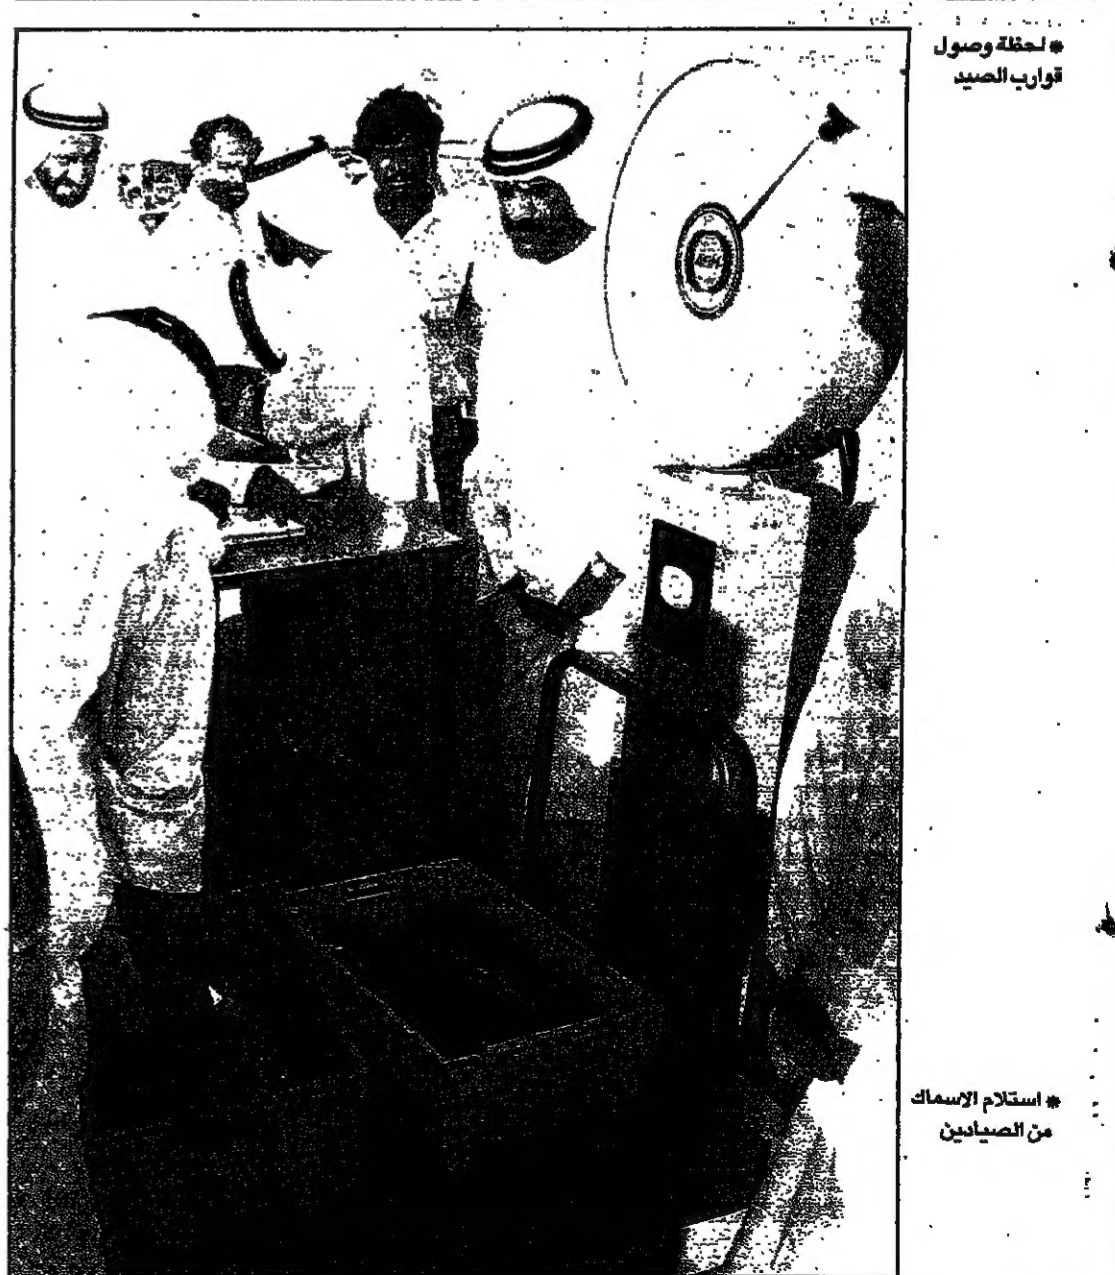 * لحظة وصول
قوارب الصيد
* استلام الاسماك
من الصيادين